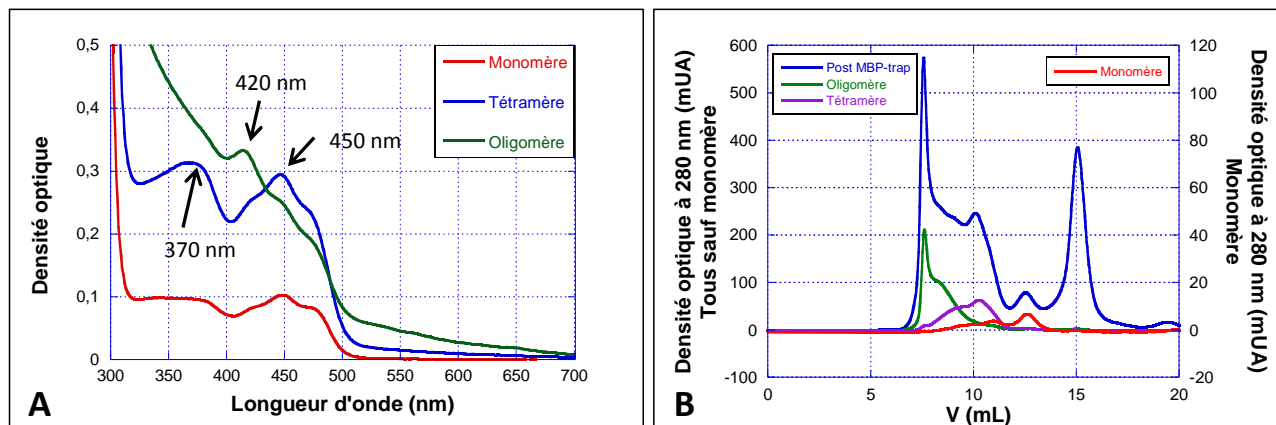 Densité optique
0,5
0,4
0,3
0,2
0,1
0
300
350
400
450
500
550
600
650
700
Longueur d'onde (nm)
420 nm
450 nm
370 nm
Monomère
Tétramère
Oligomère
A
Densité optique à 280 nm (mUA)
Tous sauf monomère
600
500
400
300
200
100
0
-100
0
5
10
15
20
V (mL)
Post MBP-trap
Oligomère
Tétramère
Monomère
120
100
80
60
40
20
0
-20
Densité optique à 280 nm (mUA)
Monomère
B